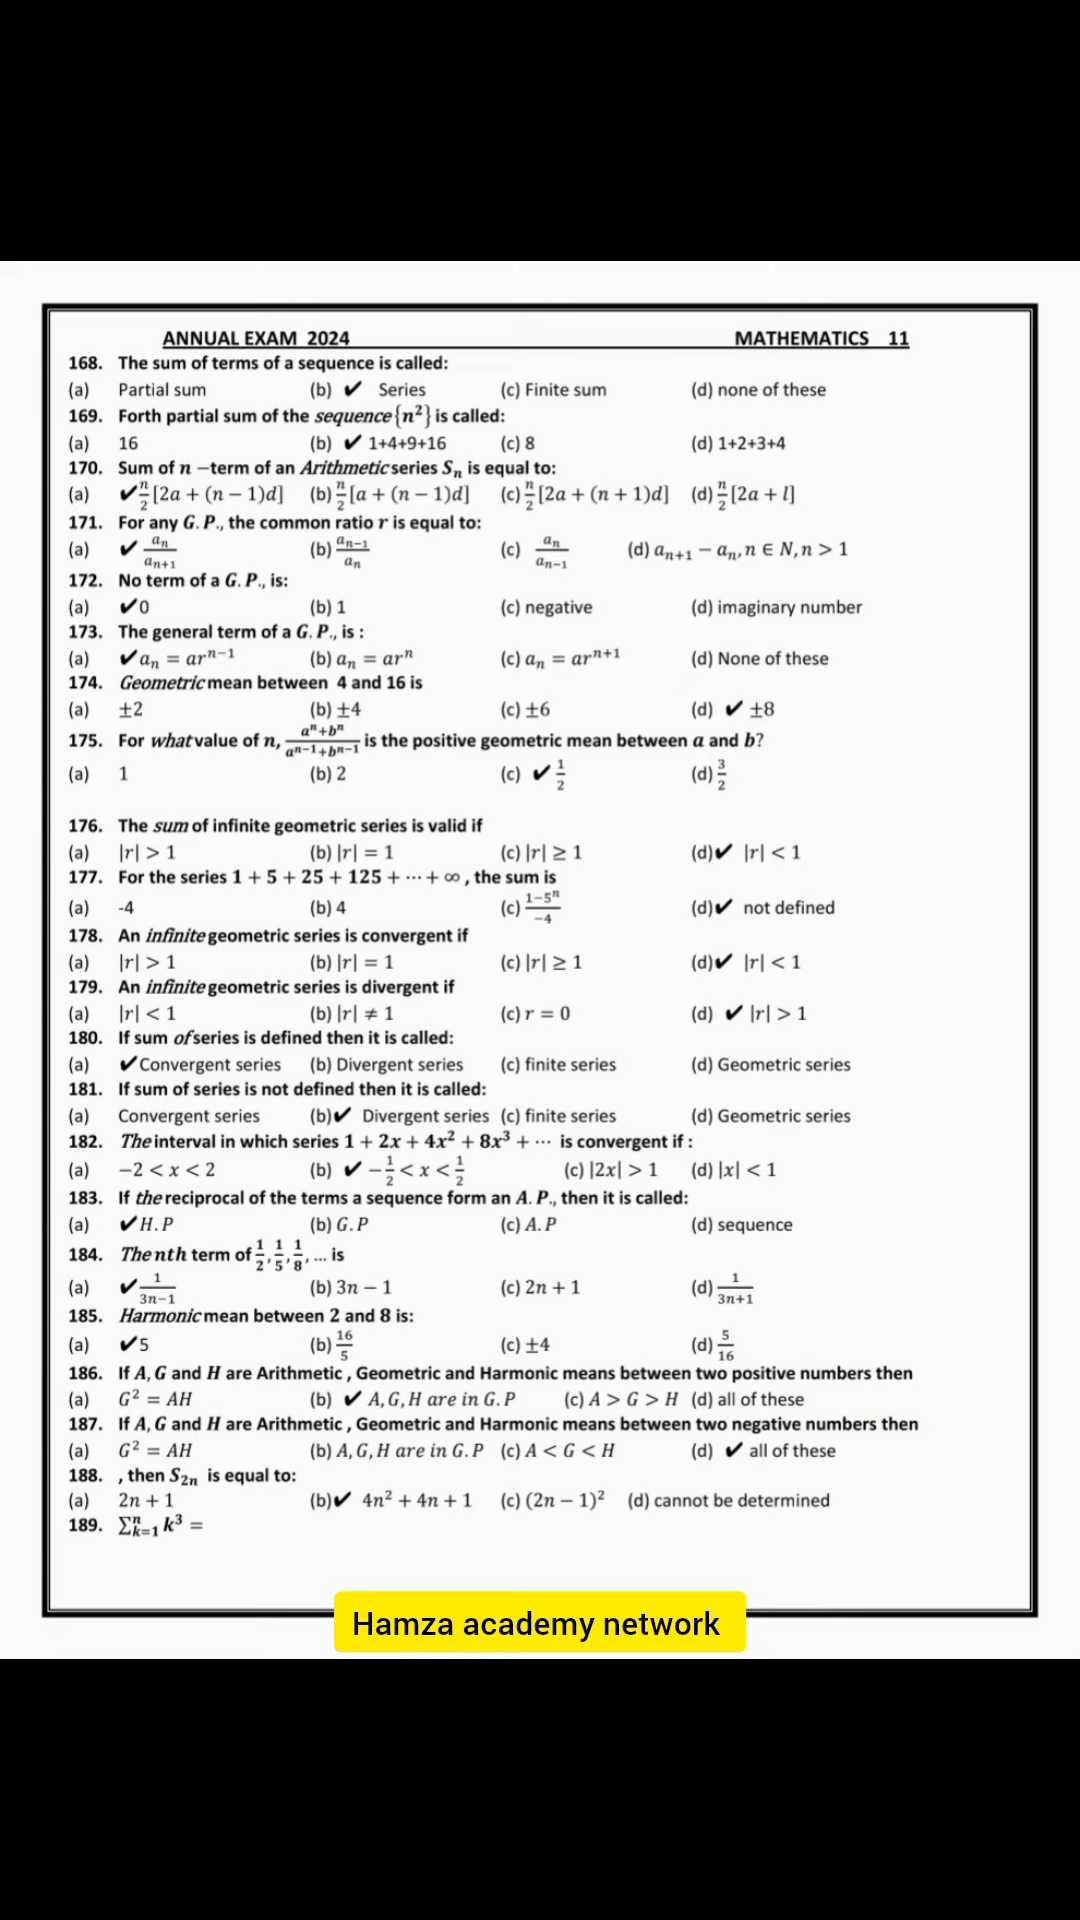 ANNUAL EXAM 2024 MATHEMATICS 11
168. The sum of terms of a sequence is called:
(a) Partial sum (b) ✔ Series (c) Finite sum (d) none of these
169. Forth partial sum of the sequence {n²} is called:
(a) 16 (b) ✔ 1+4+9+16 (c) 8 (d) 1+2+3+4
170. Sum of n −term of an Arithmetic series Sₙ is equal to:
(a) ✔ n/2 [2a + (n − 1)d] (b) n/2 [a + (n − 1)d] (c) n/2 [2a + (n + 1)d] (d) n/2 [2a + l]
171. For any G. P., the common ratio r is equal to:
(a) ✔ aₙ/aₙ₊₁ (b) aₙ₋₁/aₙ (c) aₙ/aₙ₋₁ (d) aₙ₊₁ − aₙ, n ∈ N, n > 1
172. No term of a G. P., is:
(a) ✔0 (b) 1 (c) negative (d) imaginary number
173. The general term of a G. P., is :
(a) ✔aₙ = arⁿ⁻¹ (b) aₙ = arⁿ (c) aₙ = arⁿ⁺¹ (d) None of these
174. Geometric mean between 4 and 16 is
(a) ±2 (b) ±4 (c) ±6 (d) ✔ ±8
175. For what value of n, (aⁿ+bⁿ)/(aⁿ⁻¹+bⁿ⁻¹) is the positive geometric mean between a and b?
(a) 1 (b) 2 (c) ✔ 1/2 (d) 3/2
176. The sum of infinite geometric series is valid if
(a) |r| > 1 (b) |r| = 1 (c) |r| ≥ 1 (d)✔ |r| < 1
177. For the series 1 + 5 + 25 + 125 + ⋯ + ∞ , the sum is
(a) -4 (b) 4 (c) (1−5ⁿ)/−4 (d)✔ not defined
178. An infinite geometric series is convergent if
(a) |r| > 1 (b) |r| = 1 (c) |r| ≥ 1 (d)✔ |r| < 1
179. An infinite geometric series is divergent if
(a) |r| < 1 (b) |r| ≠ 1 (c) r = 0 (d) ✔ |r| > 1
180. If sum of series is defined then it is called:
(a) ✔Convergent series (b) Divergent series (c) finite series (d) Geometric series
181. If sum of series is not defined then it is called:
(a) Convergent series (b)✔ Divergent series (c) finite series (d) Geometric series
182. The interval in which series 1 + 2x + 4x² + 8x³ + ⋯ is convergent if :
(a) −2 < x < 2 (b) ✔ −1/2 < x < 1/2 (c) |2x| > 1 (d) |x| < 1
183. If the reciprocal of the terms a sequence form an A. P., then it is called:
(a) ✔H. P (b) G. P (c) A. P (d) sequence
184. The nth term of 1/2, 1/5, 1/8, … is
(a) ✔ 1/(3n−1) (b) 3n − 1 (c) 2n + 1 (d) 1/(3n+1)
185. Harmonic mean between 2 and 8 is:
(a) ✔5 (b) 16/5 (c) ±4 (d) 5/16
186. If A, G and H are Arithmetic , Geometric and Harmonic means between two positive numbers then
(a) G² = AH (b) ✔ A, G, H are in G. P (c) A > G > H (d) all of these
187. If A, G and H are Arithmetic , Geometric and Harmonic means between two negative numbers then
(a) G² = AH (b) A, G, H are in G. P (c) A < G < H (d) ✔ all of these
188. , then S₂ₙ is equal to:
(a) 2n + 1 (b)✔ 4n² + 4n + 1 (c) (2n − 1)² (d) cannot be determined
189. ∑ⁿₖ₌₁ k³ =
Hamza academy network